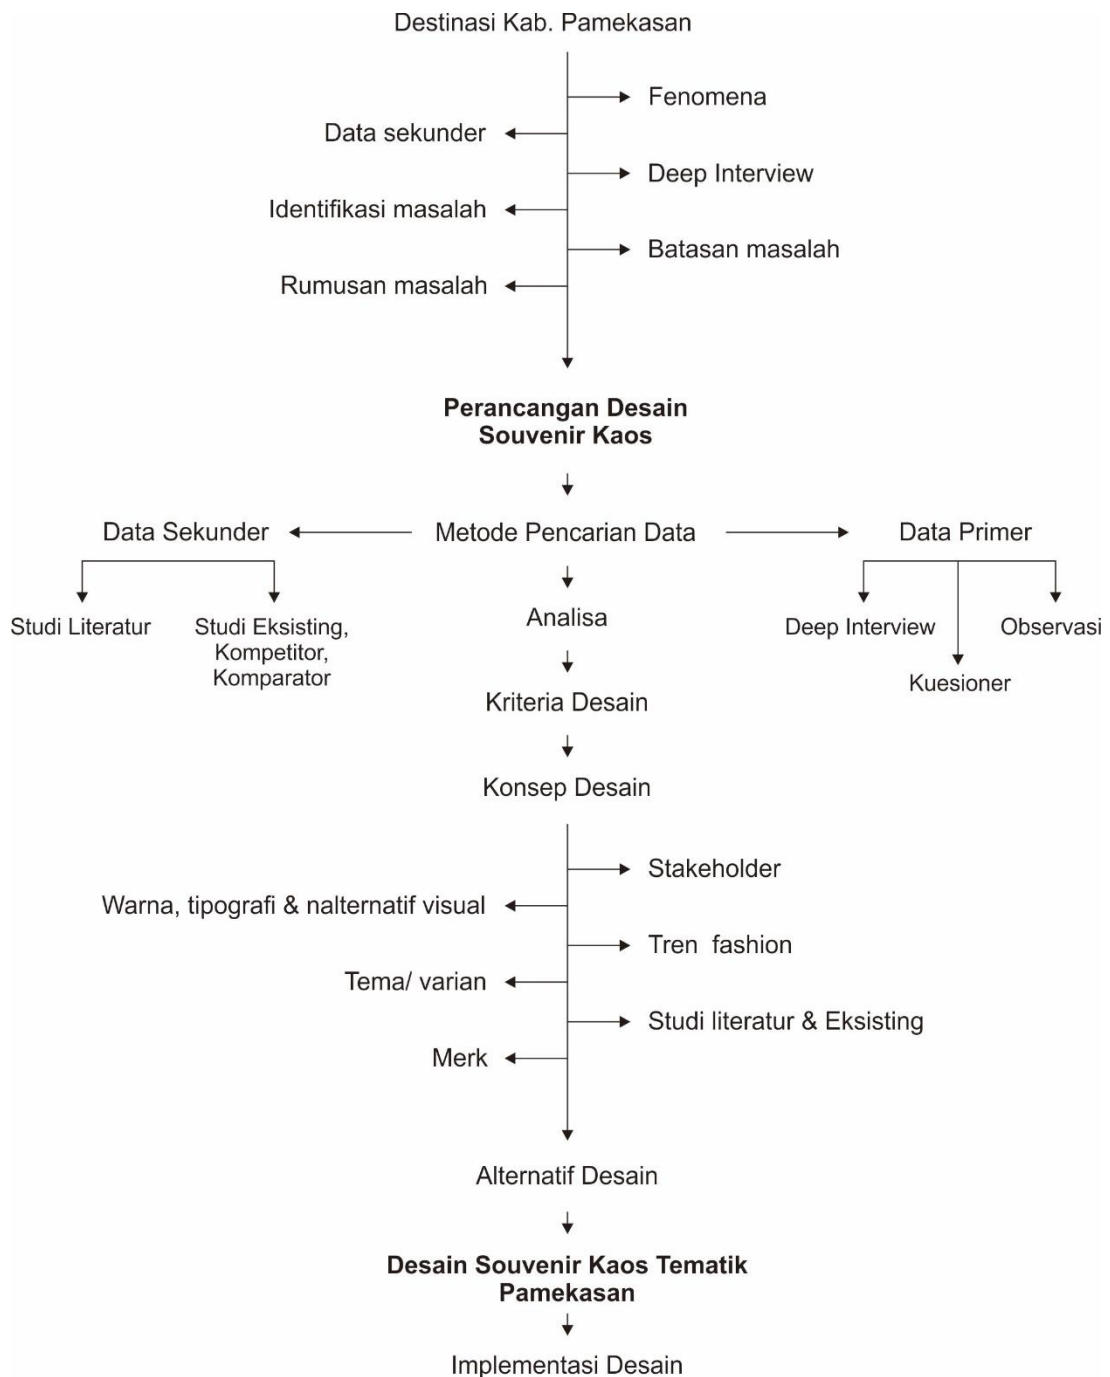 Destinasi Kab. Pamekasan
Fenomena
Data sekunder
Deep Interview
Identifikasi masalah
Batasan masalah
Rumusan masalah
Perancangan Desain
Souvenir Kaos
Data Sekunder
Metode Pencarian Data
Data Primer
Studi Literatur
Studi Eksisting,
Kompetitor,
Komparator
Analisa
Deep Interview
Observasi
Kuesioner
Kriteria Desain
Konsep Desain
Stakeholder
Warna, tipografi & nalternatif visual
Tren fashion
Tema/ varian
Studi literatur & Eksisting
Merk
Alternatif Desain
Desain Souvenir Kaos Tematik
Pamekasan
Implementasi Desain